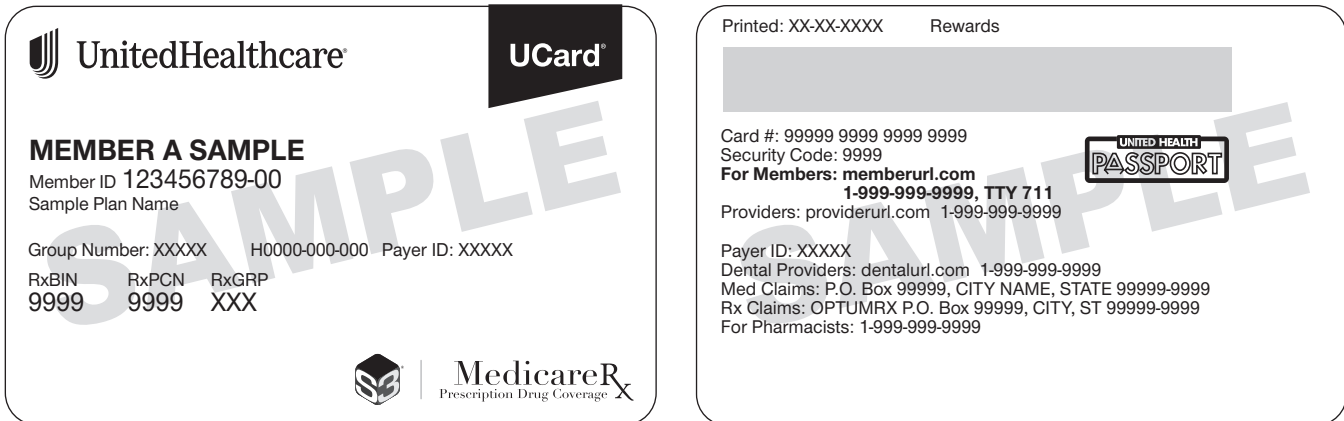 UnitedHealthcare®
UCard®
MEMBER A SAMPLE
Member ID 123456789-00
Sample Plan Name
Group Number: XXXXX H0000-000-000 Payer ID: XXXXX
RxBIN RxPCN RxGRP
9999 9999 XXX
S3
MedicareRx
Prescription Drug Coverage
SAMPLE
Printed: XX-XX-XXXX Rewards
Card #: 99999 9999 9999 9999
Security Code: 9999
For Members: memberurl.com
1-999-999-9999, TTY 711
Providers: providerurl.com 1-999-999-9999
UNITED HEALTH
PASSPORT
Payer ID: XXXXX
Dental Providers: dentalurl.com 1-999-999-9999
Med Claims: P.O. Box 99999, CITY NAME, STATE 99999-9999
Rx Claims: OPTUMRX P.O. Box 99999, CITY, ST 99999-9999
For Pharmacists: 1-999-999-9999
SAMPLE